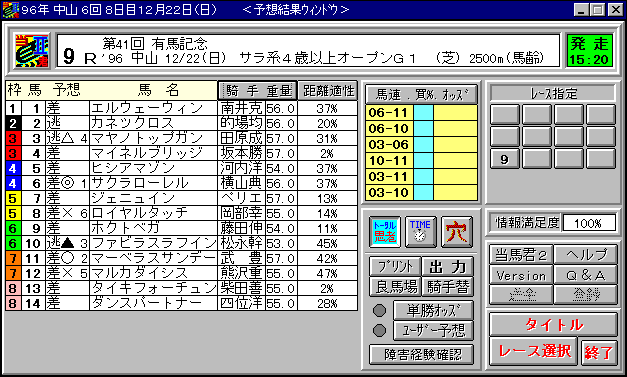 96年 中山 6回 8日目12月22日(日)　<予想結果ウィンドウ>
第41回 有馬記念
9 R '96 中山 12/22(日) サラ系4歳以上オープンG1 (芝) 2500m(馬齢)
発走
15:20
枠 馬 予想 馬 名 騎手 重量 距離適性
1 1 差 エルウェーウィン 南井克 56.0 37%
2 2 逃 カネックロス 的場均 56.0 20%
3 3 逃△ 4 マヤノトップガン 田原成 57.0 31%
3 4 差 マイネルブリッジ 坂本勝 57.0 2%
4 5 差 ヒシアマゾン 河内洋 54.0 37%
4 6 差◎ 1 サクラローレル 横山典 56.0 37%
5 7 差 ジェニュイン ペリエ 57.0 13%
5 8 差× 6 ロイヤルタッチ 岡部幸 55.0 14%
6 9 差 ホクトベガ 藤田伸 54.0 11%
6 10 逃▲ 3 ファビラスラフイン 松永幹 53.0 45%
7 11 差○ 2 マーベラスサンデー 武 豊 57.0 42%
7 12 差× 5 マルカダイシス 熊沢重 55.0 47%
8 13 差 タイキフォーチュン 柴田善 55.0 2%
8 14 差 ダンスパートナー 四位洋 55.0 28%
馬連 . 買%. オッズ
06-11
06-10
03-06
10-11
03-11
03-10
レース指定
9
トータル
TIME
穴
情報満足度 100%
プリント 出力
良馬場 騎手替
単勝オッズ
ユーザー予想
障害経験確認
当馬君2 ヘルプ
Version Q&A
登録
タイトル
レース選択 終了